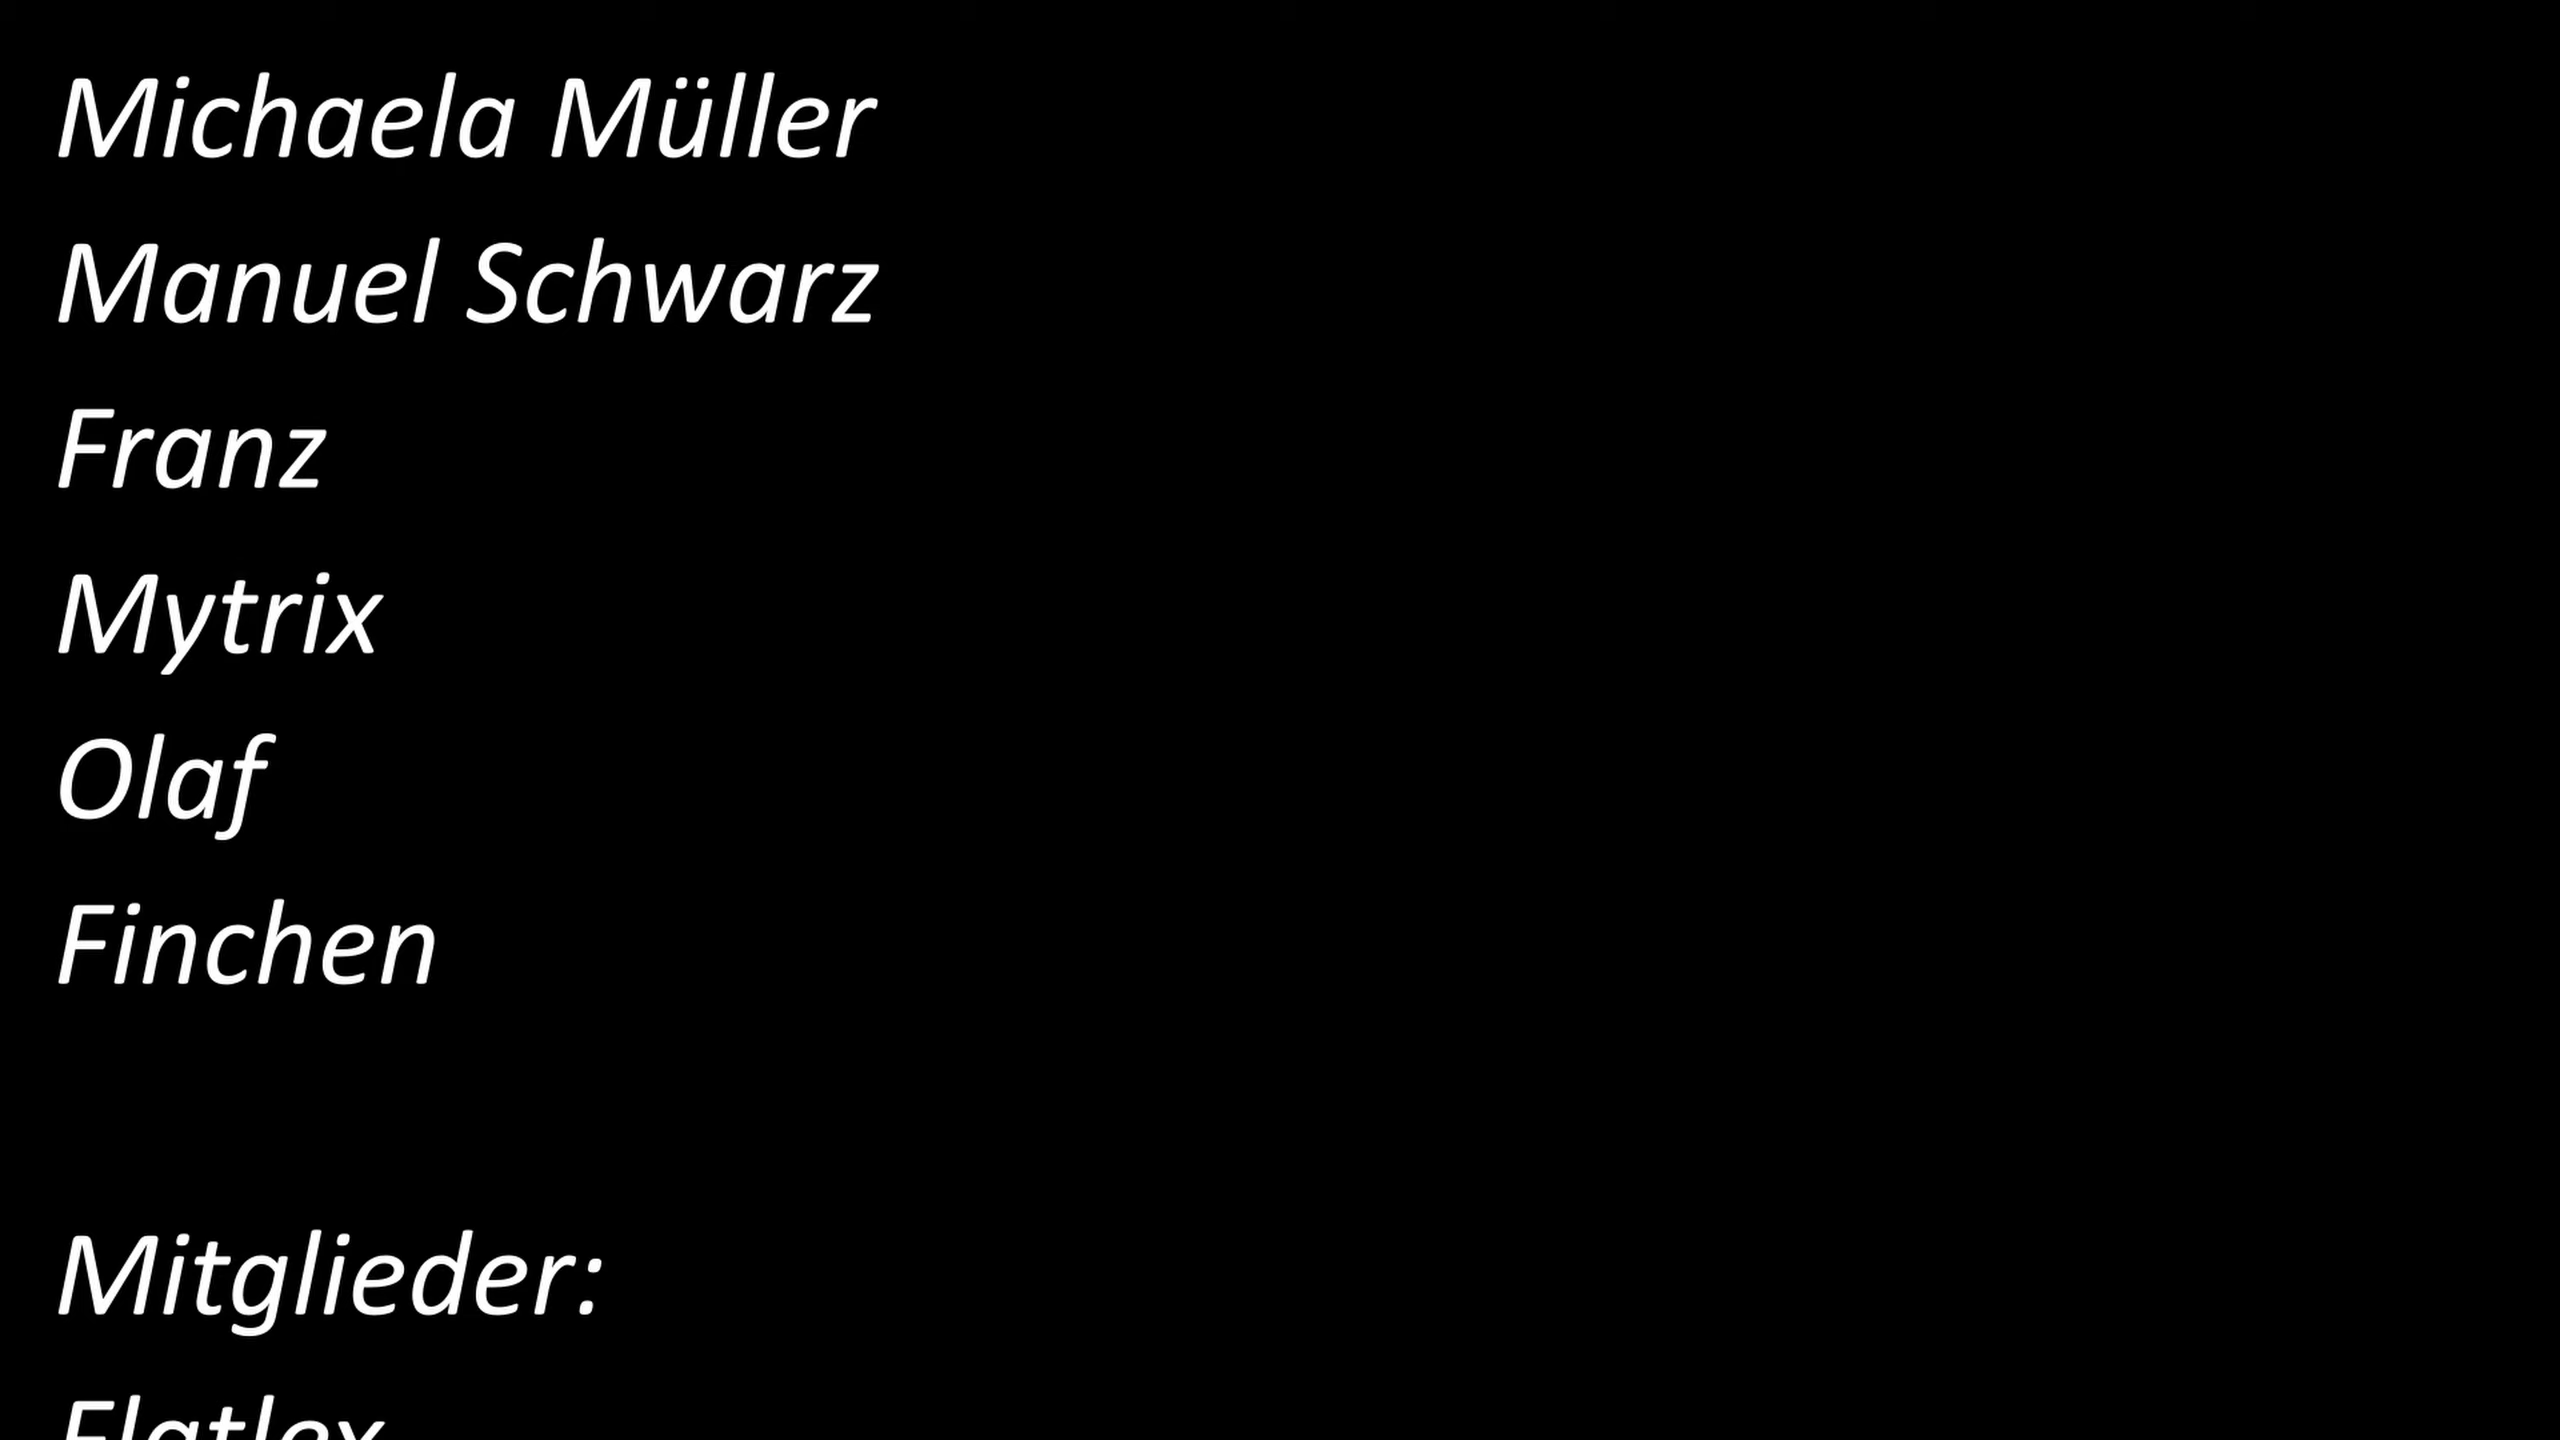 Michaela Müller
Manuel Schwarz
Franz
Mytrix
Olaf
Finchen
Mitglieder: